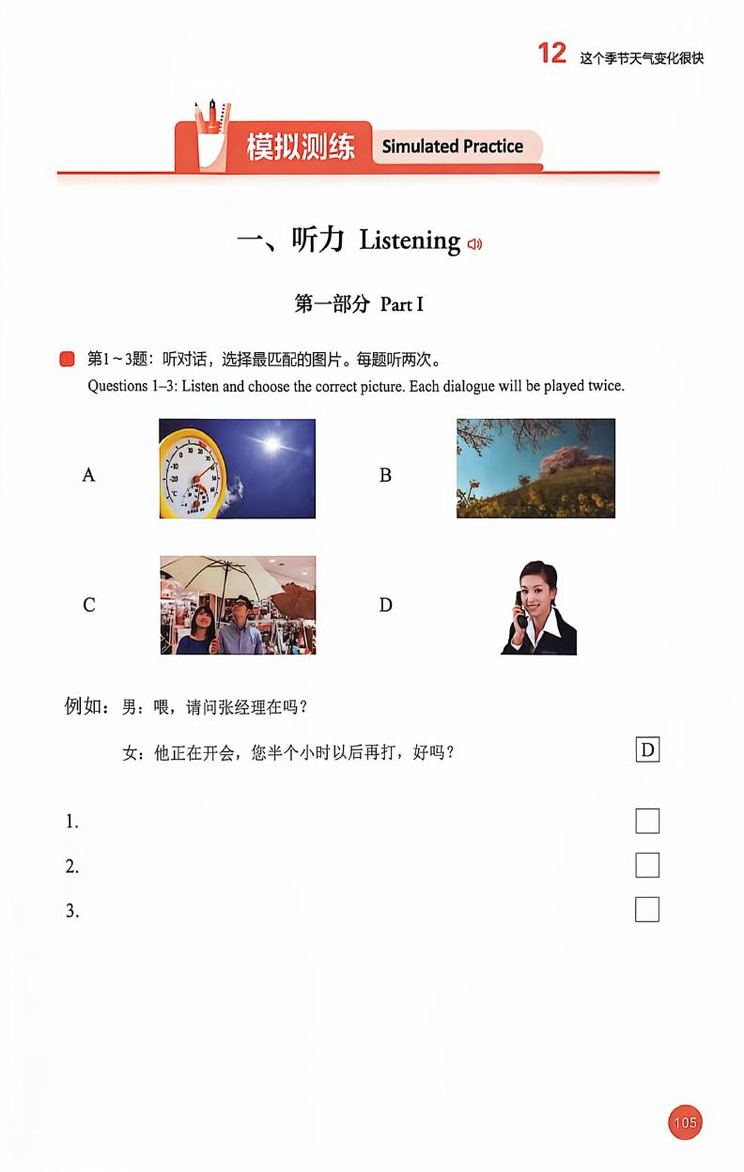 12 这个季节天气变化很快
模拟测练 Simulated Practice
一、听力 Listening
第一部分 Part I
第1~3题：听对话，选择最匹配的图片。每题听两次。
Questions 1–3: Listen and choose the correct picture. Each dialogue will be played twice.
A
B
C
D
例如：男：喂，请问张经理在吗？
女：他正在开会，您半个小时以后再打，好吗？ D
1.
2.
3.
105